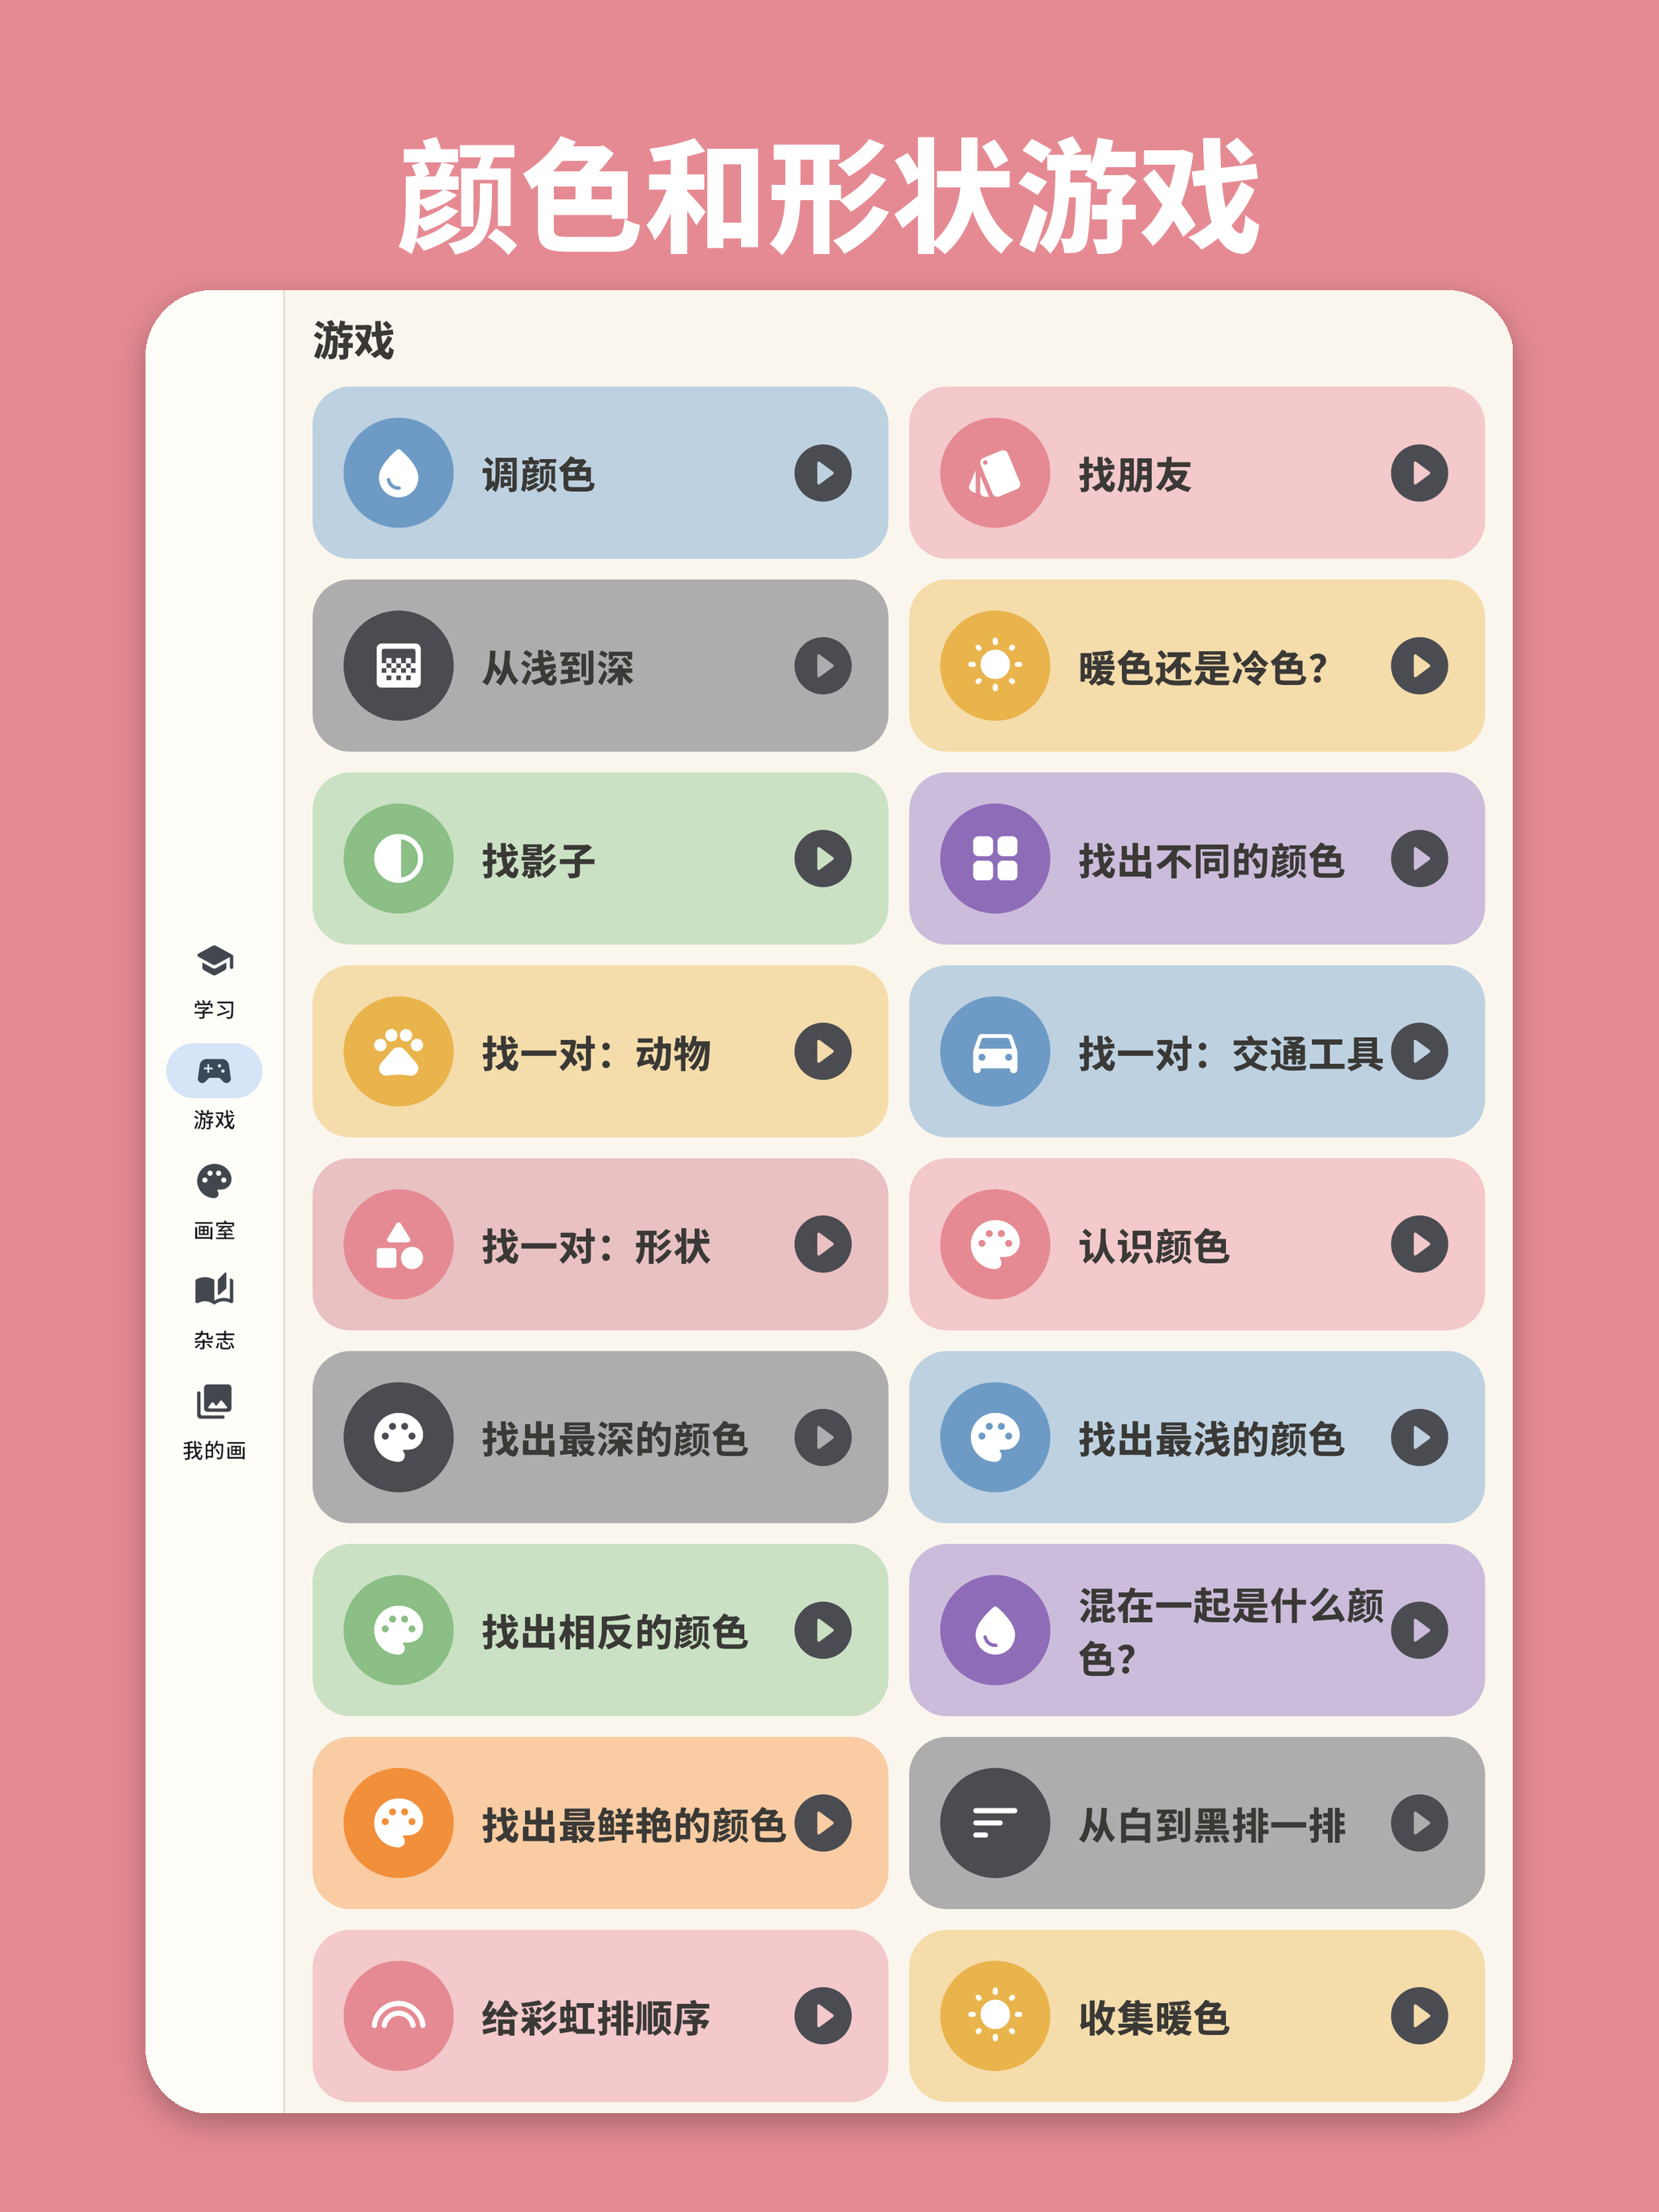 颜色和形状游戏
游戏
调颜色
找朋友
从浅到深
暖色还是冷色？
找影子
找出不同的颜色
找一对：动物
找一对：交通工具
找一对：形状
认识颜色
找出最深的颜色
找出最浅的颜色
找出相反的颜色
混在一起是什么颜
色？
找出最鲜艳的颜色
从白到黑排一排
给彩虹排顺序
收集暖色
学习
游戏
画室
杂志
我的画